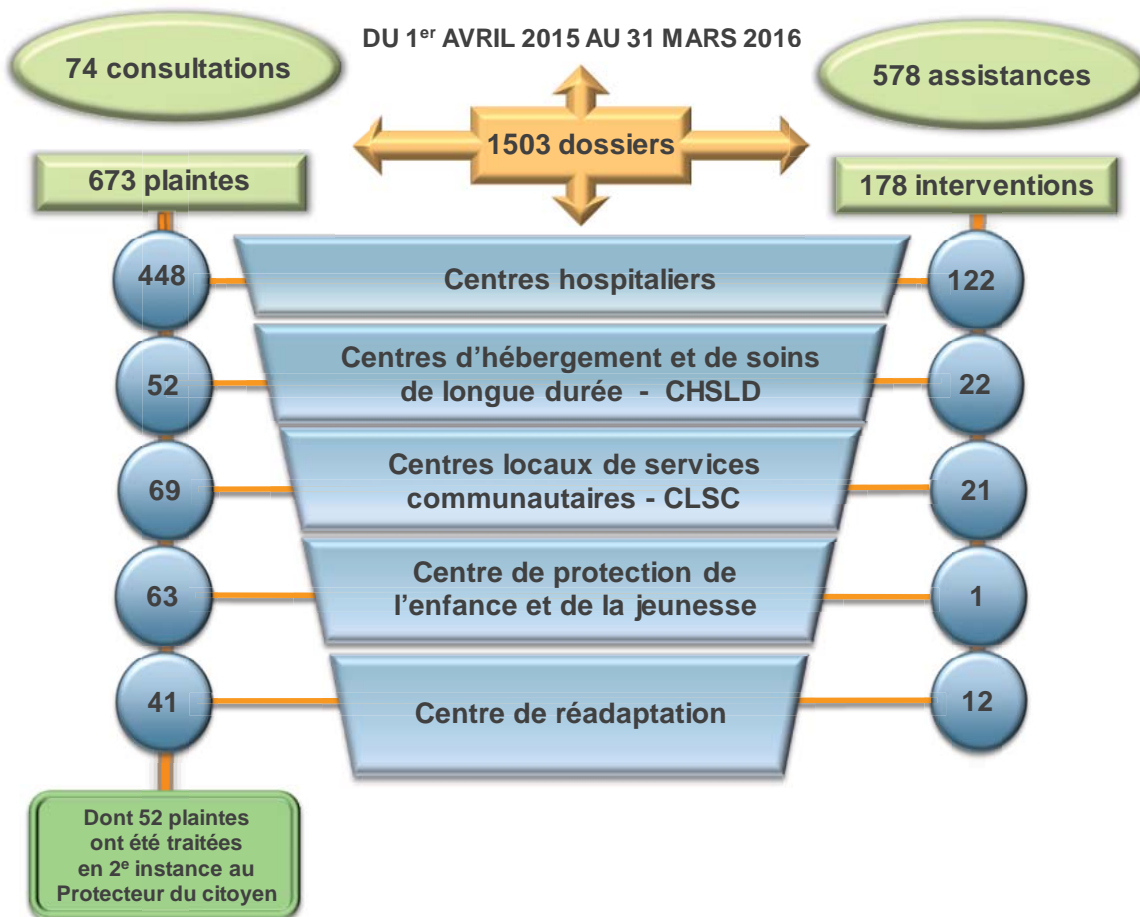 DU 1er AVRIL 2015 AU 31 MARS 2016
74 consultations
578 assistances
1503 dossiers
673 plaintes
178 interventions
448
Centres hospitaliers
122
52
Centres d'hébergement et de soins
de longue durée - CHSLD
22
69
Centres locaux de services
communautaires - CLSC
21
63
Centre de protection de
l'enfance et de la jeunesse
1
41
Centre de réadaptation
12
Dont 52 plaintes
ont été traitées
en 2e instance au
Protecteur du citoyen